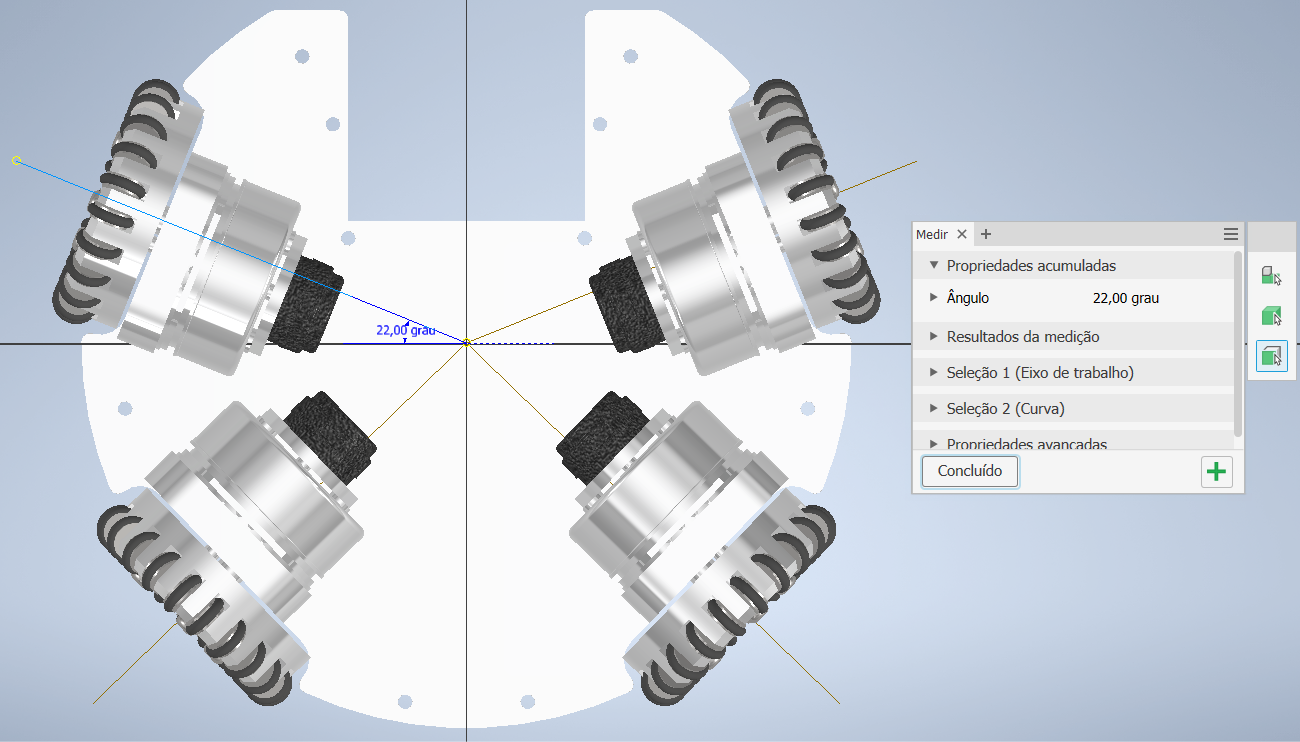 22,00 grau
Medir
Propriedades acumuladas
Ângulo 22,00 grau
Resultados da medição
Seleção 1 (Eixo de trabalho)
Seleção 2 (Curva)
Propriedades avançadas
Concluído